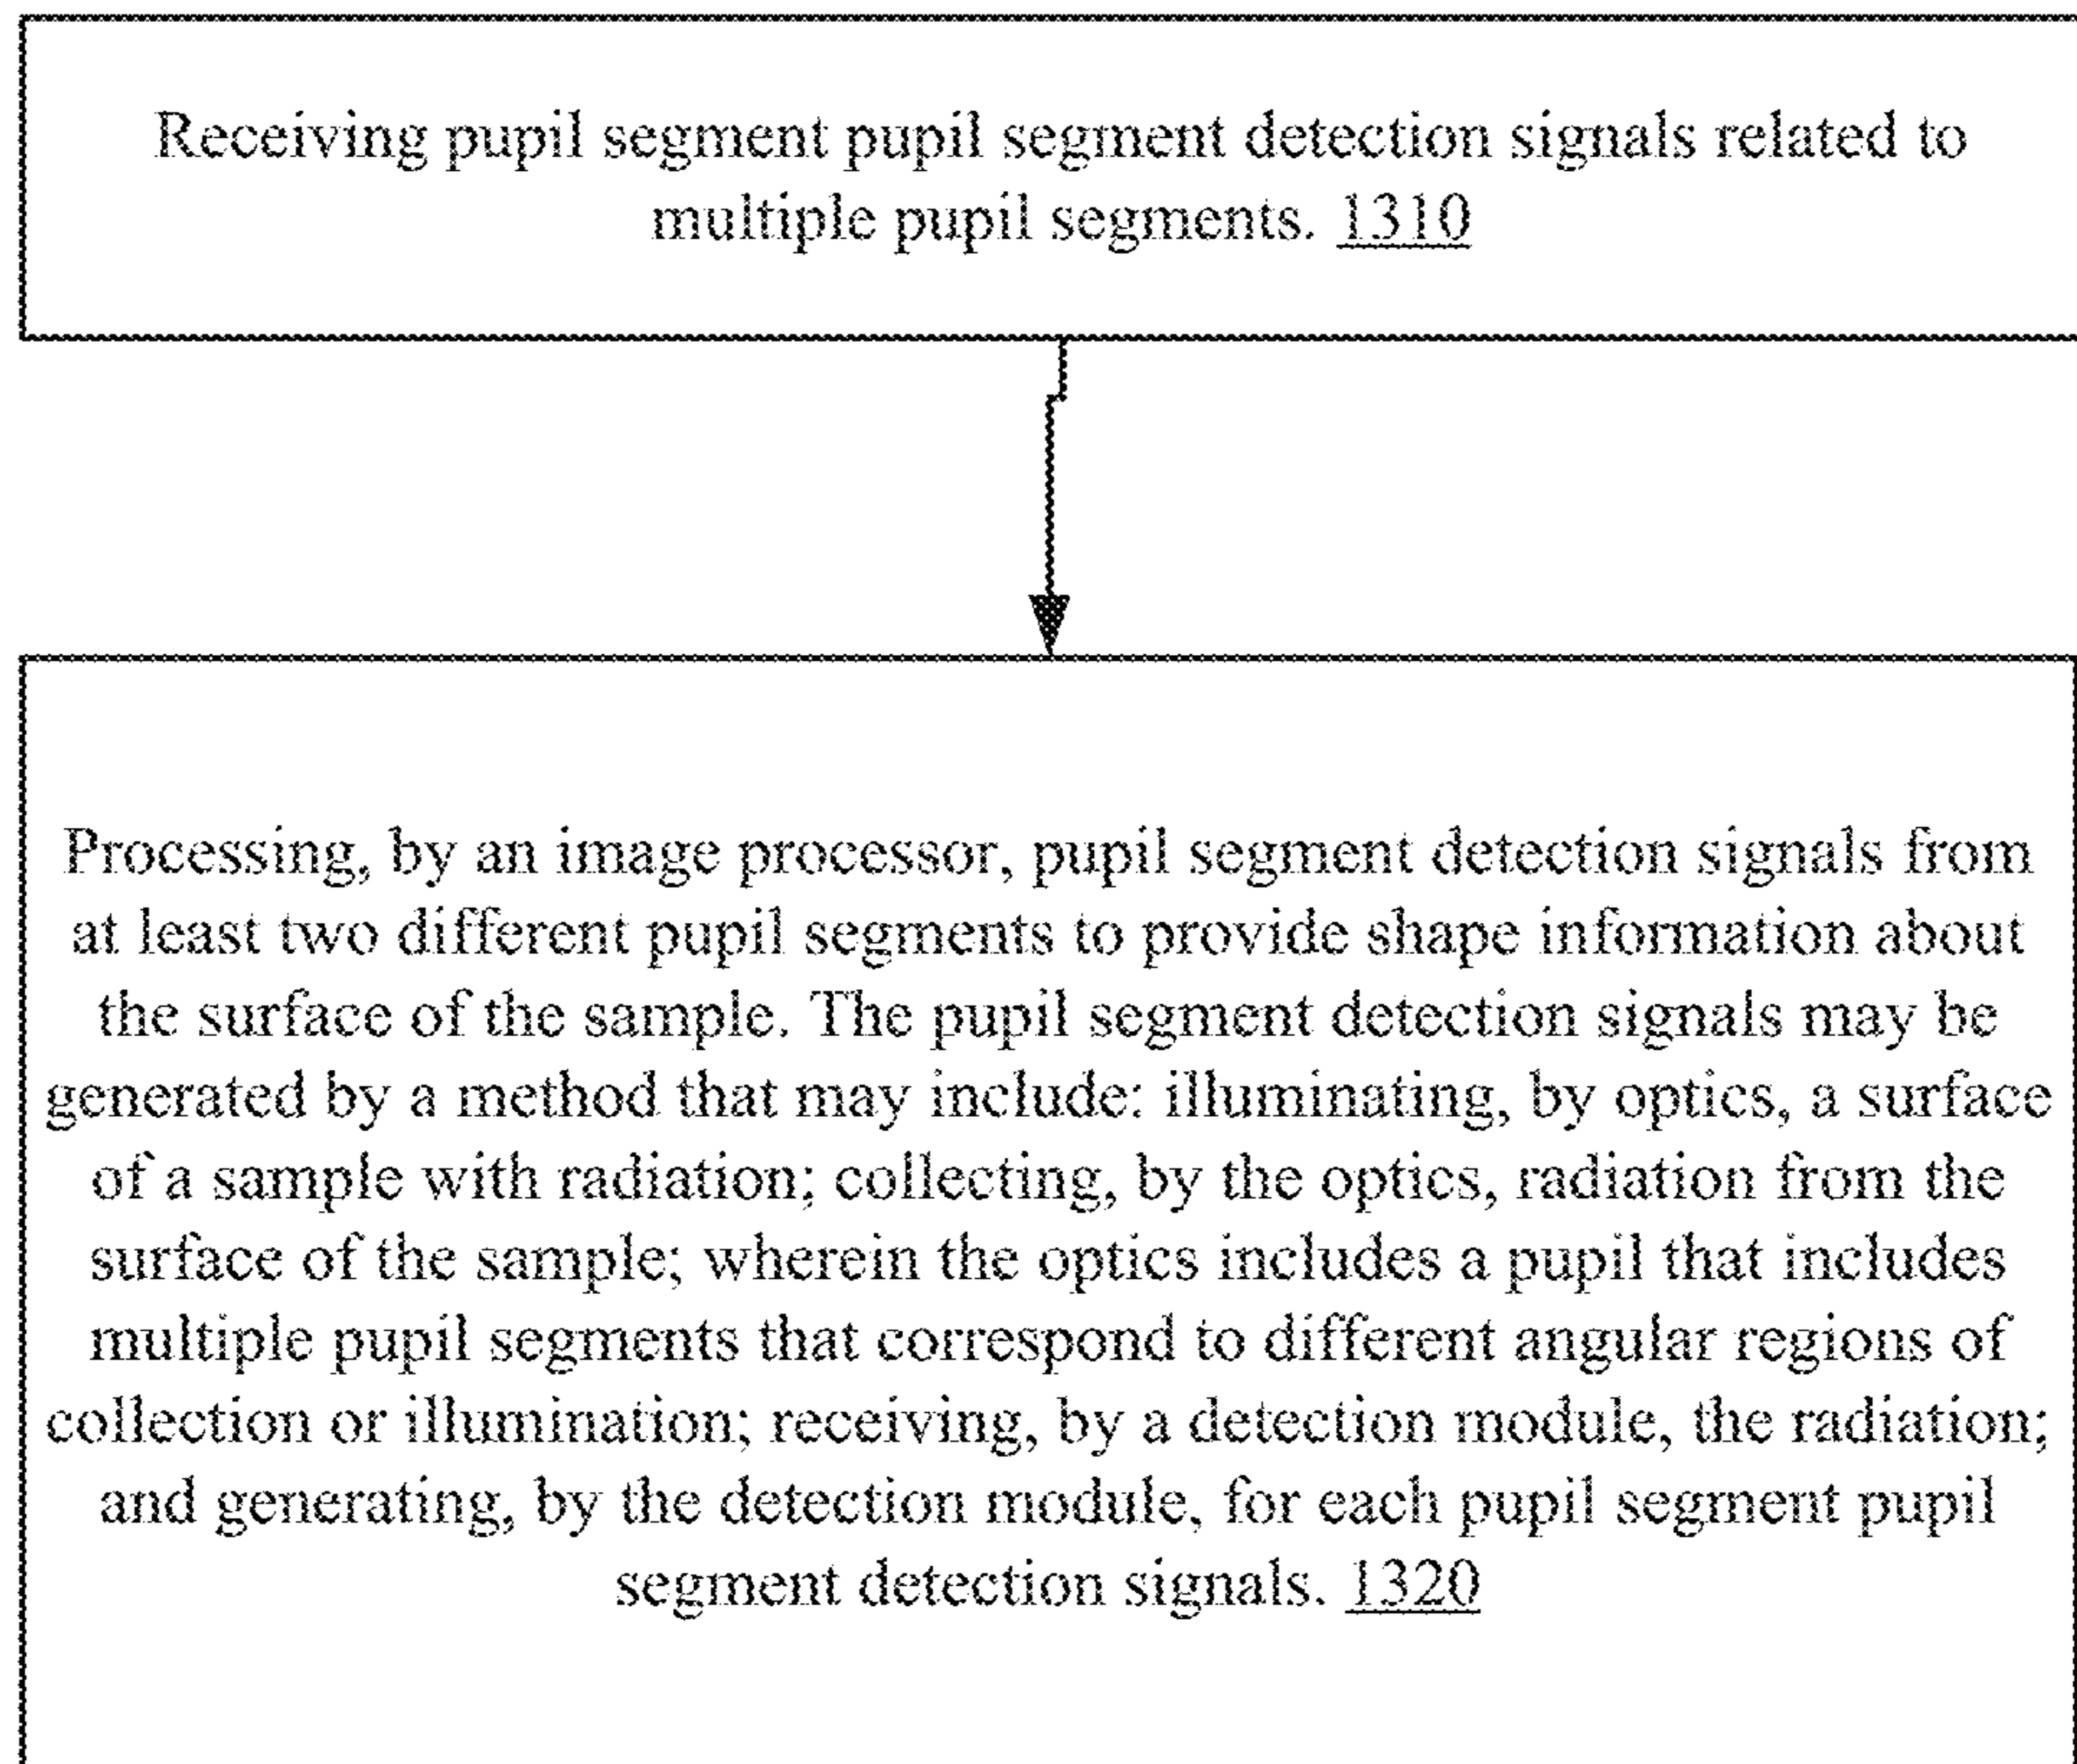 Receiving pupil segment pupil segment detection signals related to
multiple pupil segments. 1310
Processing, by an image processor, pupil segment detection signals from
at least two different pupil segments to provide shape information about
the surface of the sample. The pupil segment detection signals may be
generated by a method that may include: illuminating, by optics, a surface
of a sample with radiation; collecting, by the optics, radiation from the
surface of the sample; wherein the optics includes a pupil that includes
multiple pupil segments that correspond to different angular regions of
collection or illumination; receiving, by a detection module, the radiation;
and generating, by the detection module, for each pupil segment pupil
segment detection signals. 1320